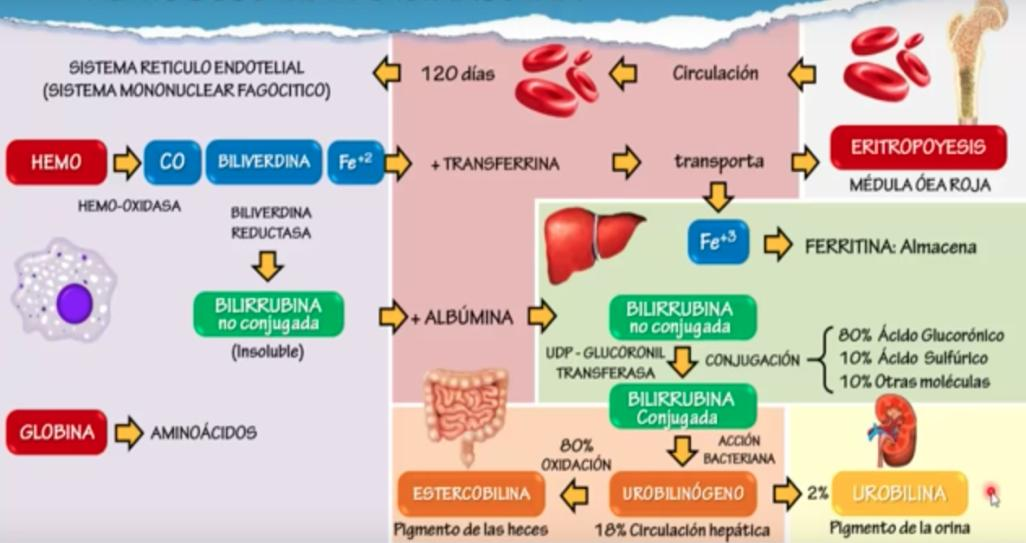 SISTEMA RETICULO ENDOTELIAL
(SISTEMA MONONUCLEAR FAGOCITICO)
120 días
Circulación
HEMO
CO
BILIVERDINA
Fe+2
+ TRANSFERRINA
transporta
ERITROPOYESIS
MÉDULA ÓEA ROJA
HEMO-OXIDASA
BILIVERDINA
REDUCTASA
Fe+3
FERRITINA: Almacena
BILIRRUBINA
no conjugada
(Insoluble)
+ ALBÚMINA
BILIRRUBINA
no conjugada
UDP - GLUCORONIL
TRANSFERASA
CONJUGACIÓN
80% Ácido Glucorónico
10% Ácido Sulfúrico
10% Otras moléculas
BILIRRUBINA
Conjugada
GLOBINA
AMINOÁCIDOS
80%
OXIDACIÓN
ACCIÓN
BACTERIANA
ESTERCOBILINA
UROBILINÓGENO
2%
UROBILINA
Pigmento de las heces
18% Circulación hepática
Pigmento de la orina